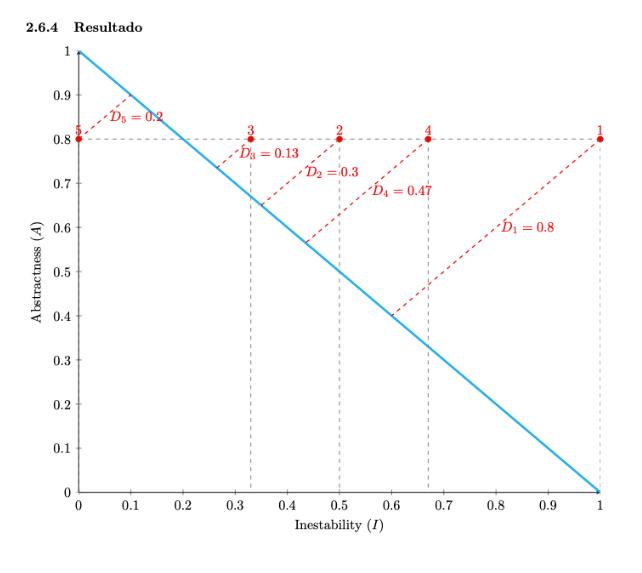 2.6.4 Resultado
1
0.9
0.8
0.7
0.6
0.5
0.4
0.3
0.2
0.1
0
Abstractness (A)
5
3
2
4
1
D₅ = 0.2
D₃ = 0.13
D₂ = 0.3
D₄ = 0.47
D₁ = 0.8
0 0.1 0.2 0.3 0.4 0.5 0.6 0.7 0.8 0.9 1
Inestability (I)